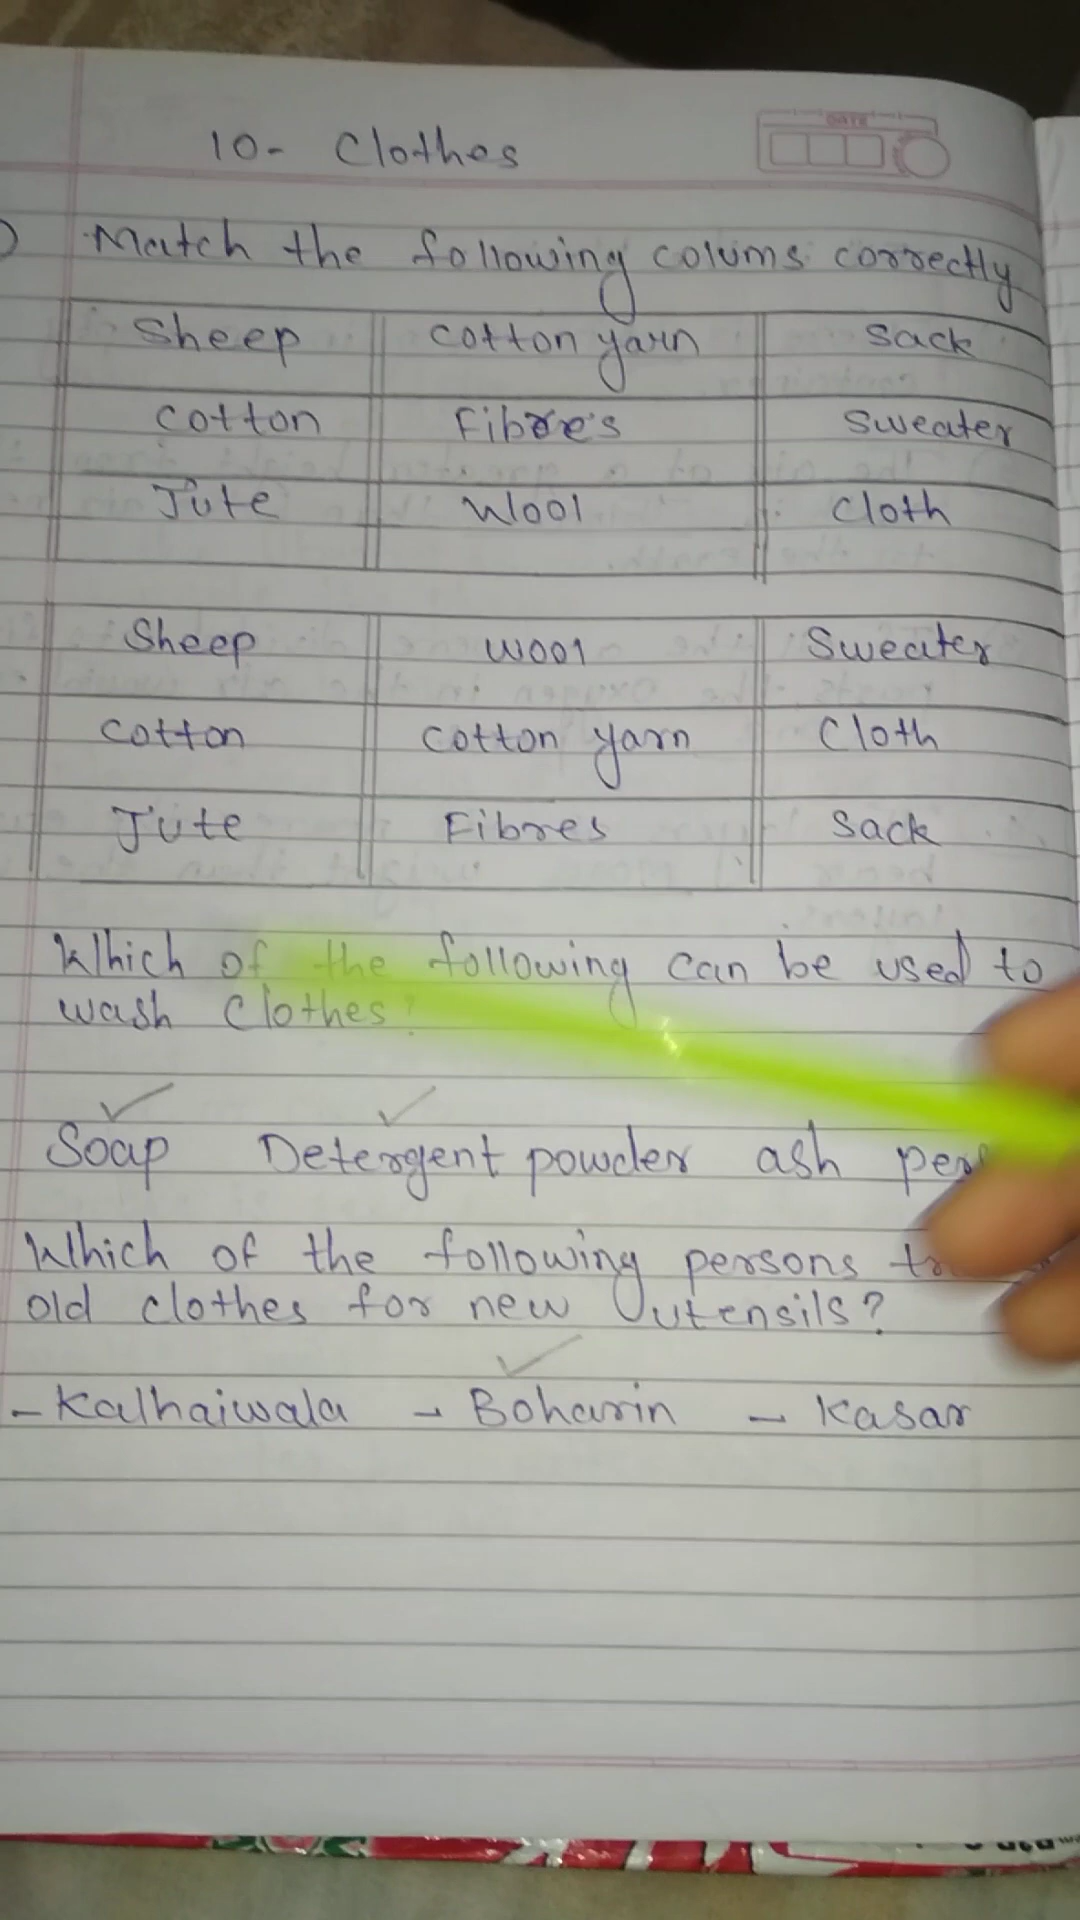 DATE
10- Clothes
Match the following colums correctly
Sheep cotton yarn Sack
cotton Fibre's Sweater
Jute Wool Cloth
Sheep wool Sweater
cotton cotton yarn Cloth
Jute Fibres Sack
Which of the following can be used to
wash Clothes?
Soap Detergent powder ash
Which of the following persons
old clothes for new utensils?
- Kalhaiwala - Boharin - Kasar